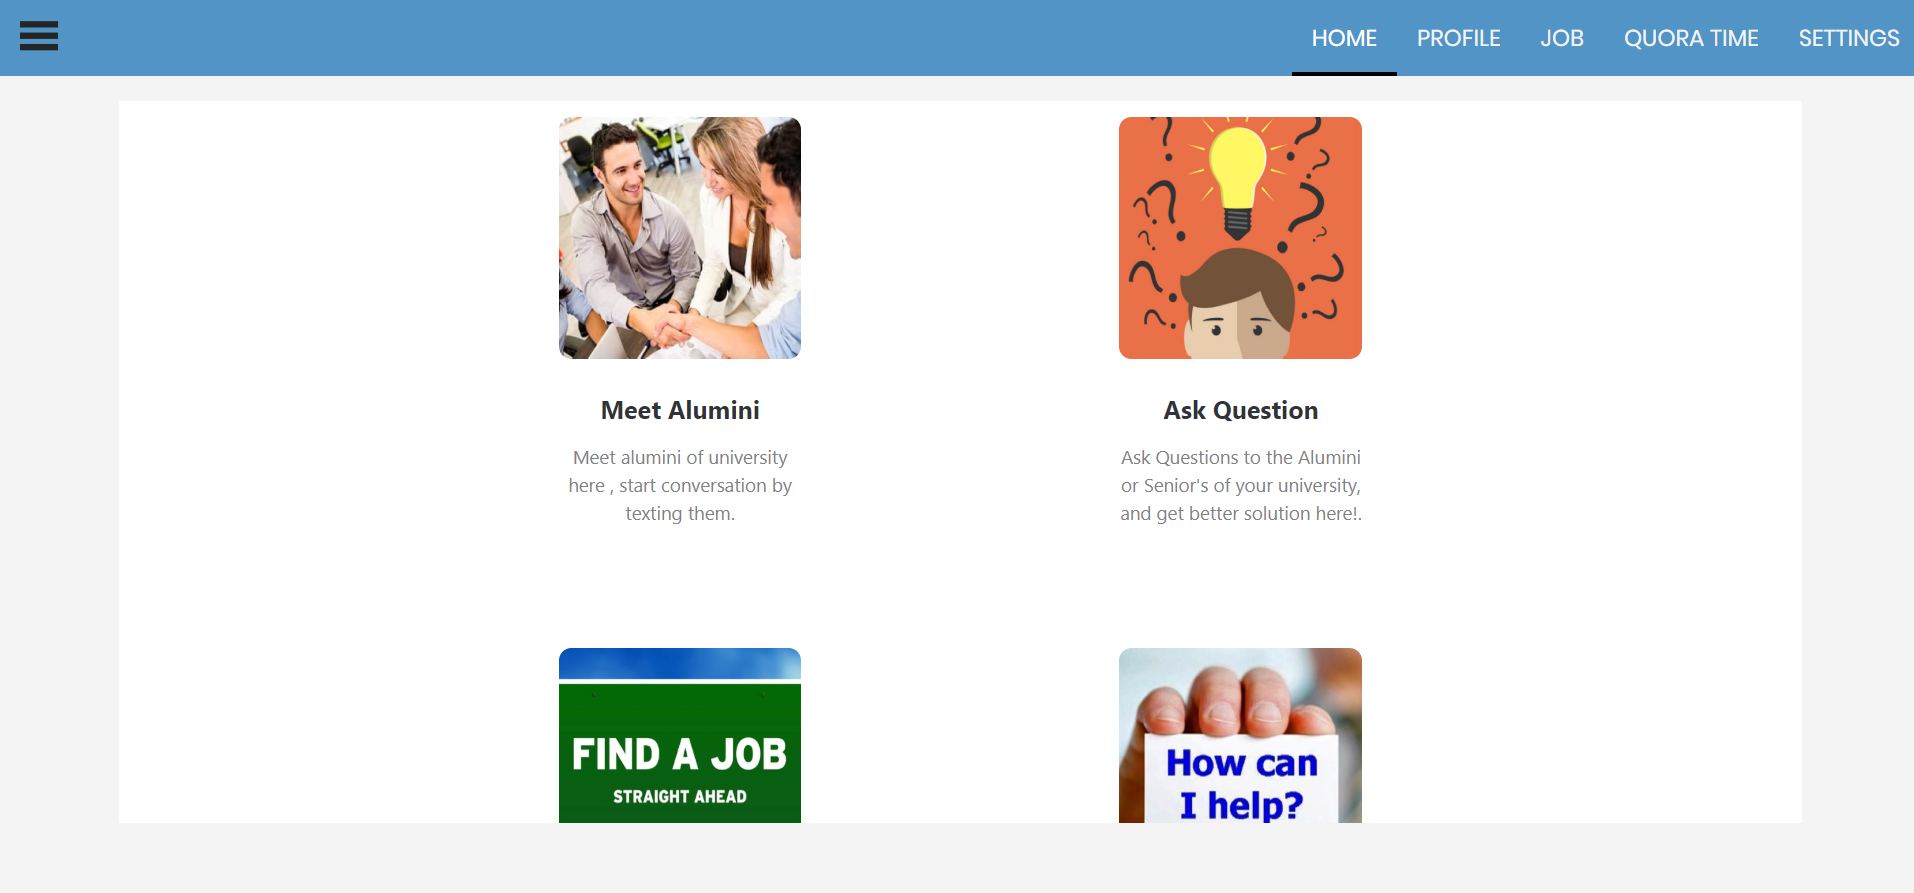 HOME PROFILE JOB QUORA TIME SETTINGS
Meet Alumini
Meet alumini of university
here , start conversation by
texting them.
Ask Question
Ask Questions to the Alumini
or Senior's of your university,
and get better solution here!.
FIND A JOB
STRAIGHT AHEAD
How can
I help?